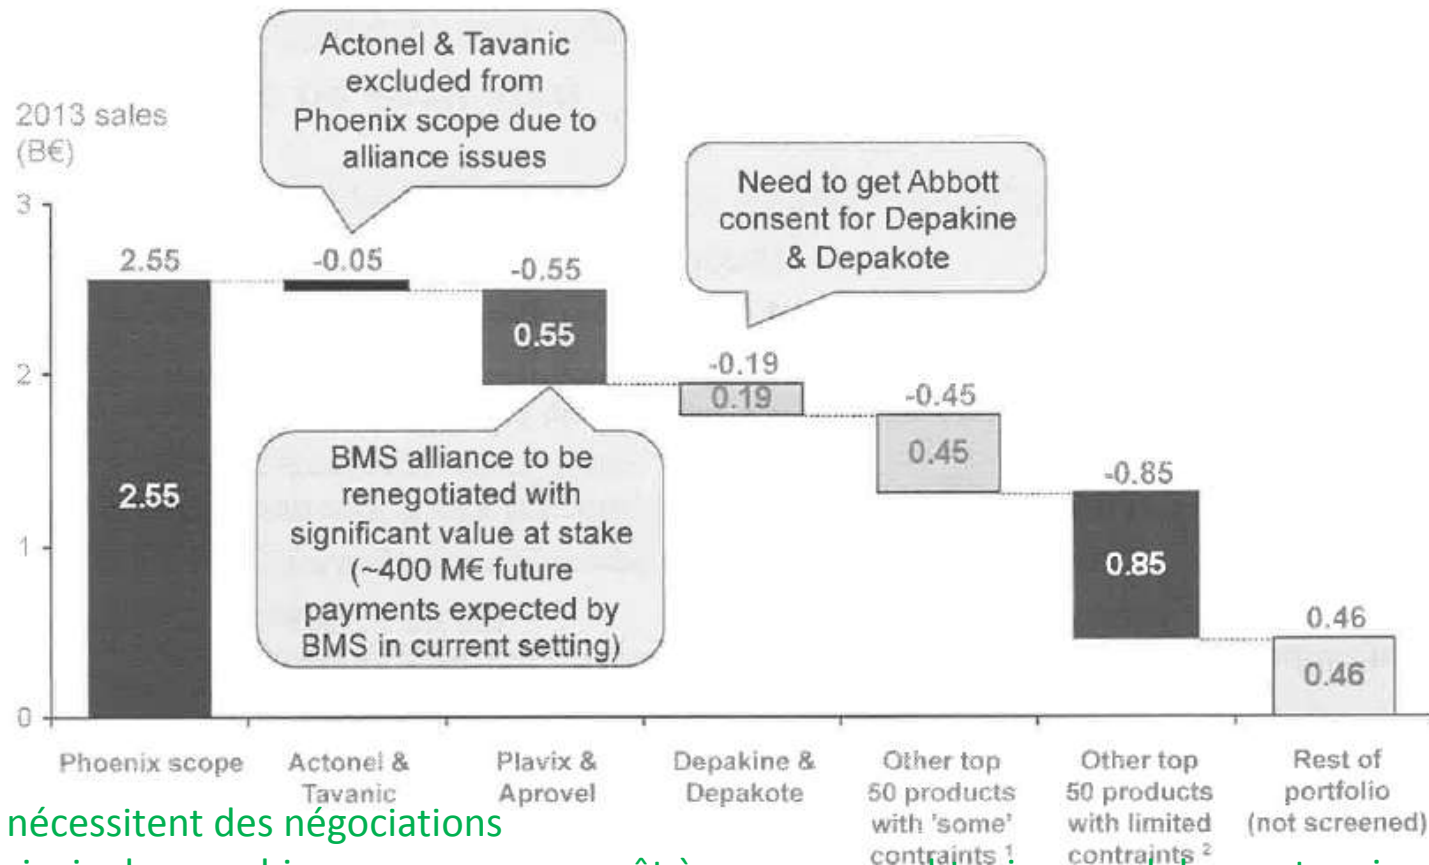 Actonel & Tavanic
excluded from
Phoenix scope due to
alliance issues
2013 sales
(B€)
Need to get Abbott
consent for Depakine
& Depakote
3
2.55
-0.05
-0.55
0.55
2
-0.19
0.19
-0.45
0.45
BMS alliance to be
renegotiated with
significant value at stake
(~400 M€ future
payments expected by
BMS in current setting)
2.55
-0.85
0.85
1
0.46
0.46
0
Phoenix scope
Actonel &
Tavanic
Plavix &
Aprovel
Depakine &
Depakote
Other top
50 products
with 'some'
contraints 1
Other top
50 products
with limited
contraints 2
Rest of
portfolio
(not screened)
nécessitent des négociations